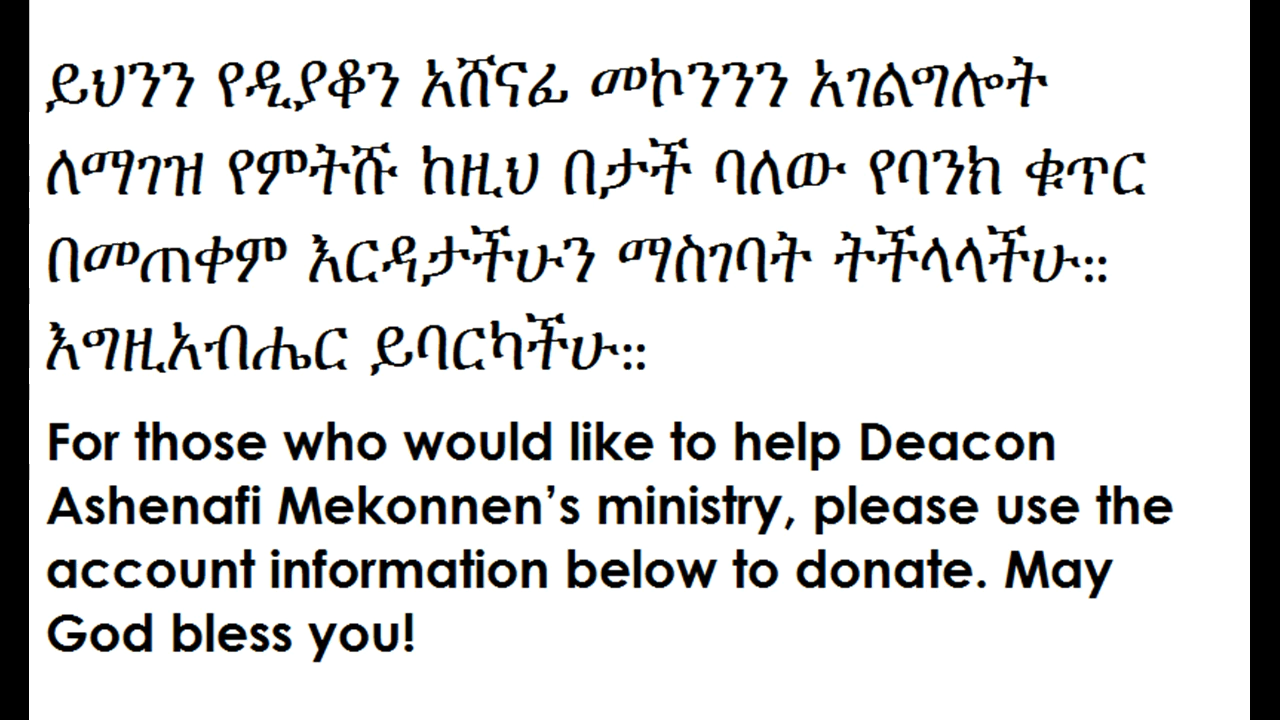 ይህንን የዲያቆን አሸናፊ መኮንንን አገልግሎት
ለማገዝ የምትሹ ከዚህ በታች ባለው የባንክ ቁጥር
በመጠቀም እርዳታችሁን ማስገባት ትችላላችሁ።
እግዚአብሔር ይባርካችሁ።
For those who would like to help Deacon
Ashenafi Mekonnen’s ministry, please use the
account information below to donate. May
God bless you!